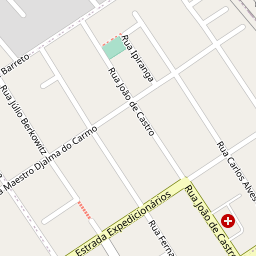 Rua Ipiranga
Barreto
Rua João de Castro
Rua Júlio Berkowitz
Maestro Djalma do Carmo
Rua Carlos Alves
Estrada Expedicionários
Rua João de Castro
Rua Ferna